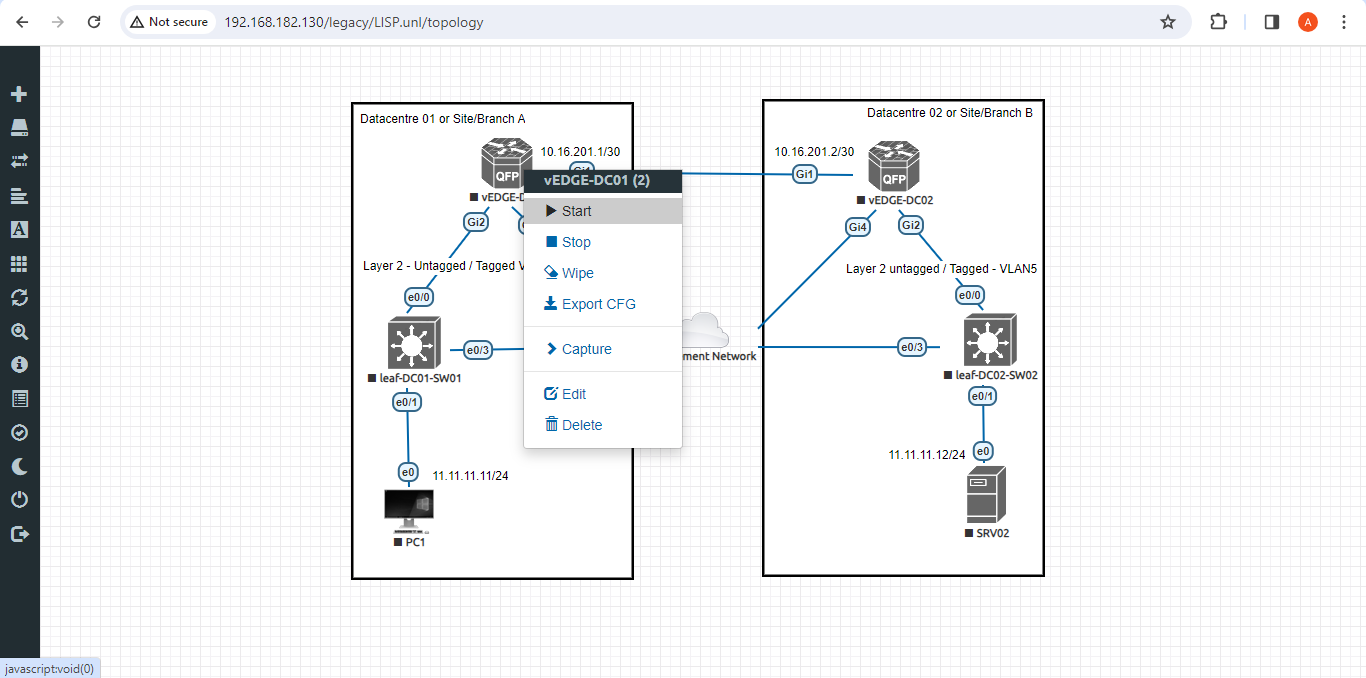 Not secure
192.168.182.130/legacy/LISP.unl/topology
A
Datacentre 01 or Site/Branch A
Datacentre 02 or Site/Branch B
10.16.201.1/30
10.16.201.2/30
QFP
QFP
Gi1
vEDGE-DC01 (2)
vEDGE-DC02
Start
Gi2
Gi4
Gi2
Stop
Layer 2 - Untagged / Tagged
Layer 2 untagged / Tagged - VLAN5
Wipe
e0/0
e0/0
Export CFG
e0/3
Capture
e0/3
ment Network
leaf-DC01-SW01
leaf-DC02-SW02
Edit
e0/1
e0/1
Delete
e0
11.11.11.11/24
11.11.11.12/24
e0
PC1
SRV02
javascript:void(0)